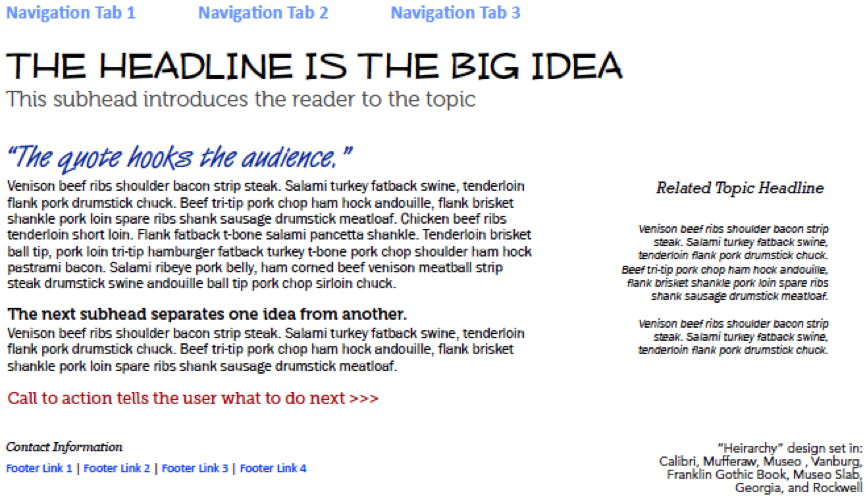 Navigation Tab 1 Navigation Tab 2 Navigation Tab 3
THE HEADLINE IS THE BIG IDEA
This subhead introduces the reader to the topic
“The quote hooks the audience.”
Venison beef ribs shoulder bacon strip steak. Salami turkey fatback swine, tenderloin
flank pork drumstick chuck. Beef tri-tip pork chop ham hock andouille, flank brisket
shankle pork loin spare ribs shank sausage drumstick meatloaf. Chicken beef ribs
tenderloin short loin. Flank fatback t-bone salami pancetta shankle. Tenderloin brisket
ball tip, pork loin tri-tip hamburger fatback turkey t-bone pork chop shoulder ham hock
pastrami bacon. Salami ribeye pork belly, ham corned beef venison meatball strip
steak drumstick swine andouille ball tip pork chop sirloin chuck.
The next subhead separates one idea from another.
Venison beef ribs shoulder bacon strip steak. Salami turkey fatback swine, tenderloin
flank pork drumstick chuck. Beef tri-tip pork chop ham hock andouille, flank brisket
shankle pork loin spare ribs shank sausage drumstick meatloaf.
Call to action tells the user what to do next >>>
Related Topic Headline
Venison beef ribs shoulder bacon strip
steak. Salami turkey fatback swine,
tenderloin flank pork drumstick chuck.
Beef tri-tip pork chop ham hock andouille,
flank brisket shankle pork loin spare ribs
shank sausage drumstick meatloaf.
Venison beef ribs shoulder bacon strip
steak. Salami turkey fatback swine,
tenderloin flank pork drumstick chuck.
Contact Information
Footer Link 1 | Footer Link 2 | Footer Link 3 | Footer Link 4
“Heirarchy” design set in:
Calibri, Mufferaw, Museo , Vanburg,
Franklin Gothic Book, Museo Slab,
Georgia, and Rockwell